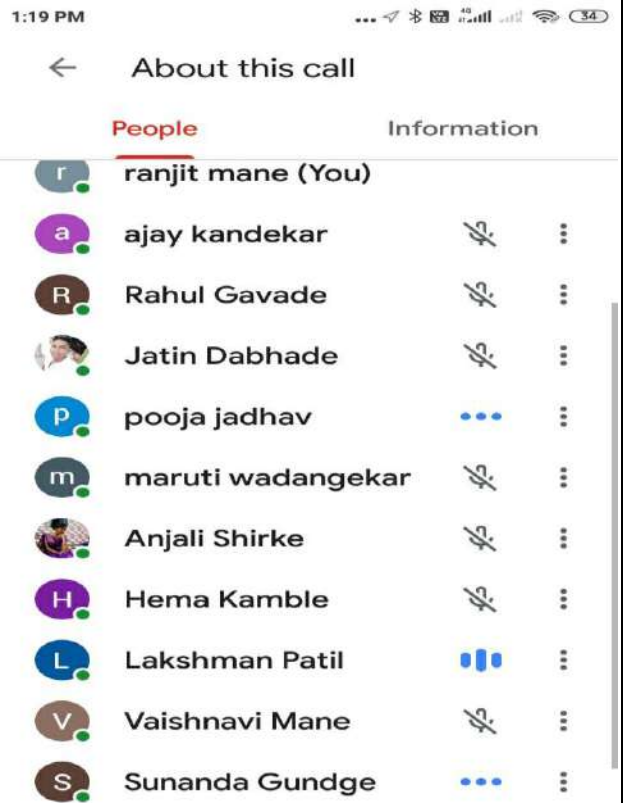 1:19 PM ... 4G 34
About this call
People Information
r ranjit mane (You)
a ajay kandekar
R Rahul Gavade
Jatin Dabhade
p pooja jadhav
m maruti wadangekar
Anjali Shirke
H Hema Kamble
L Lakshman Patil
V Vaishnavi Mane
S Sunanda Gundge